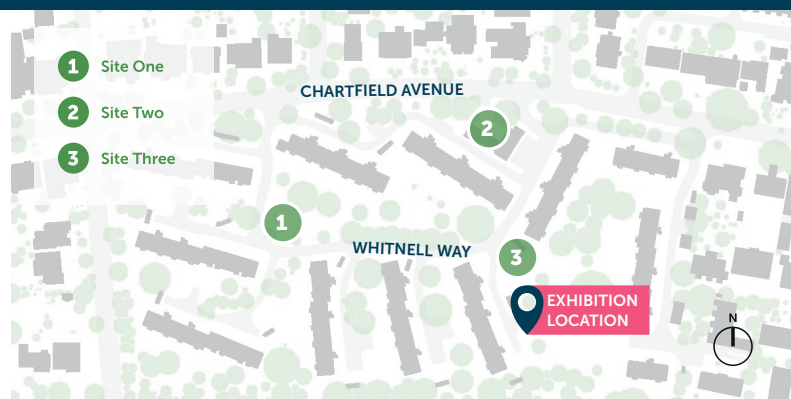 1 Site One
2 Site Two
3 Site Three
CHARTFIELD AVENUE
2
1
WHITNELL WAY
3
EXHIBITION
LOCATION
N